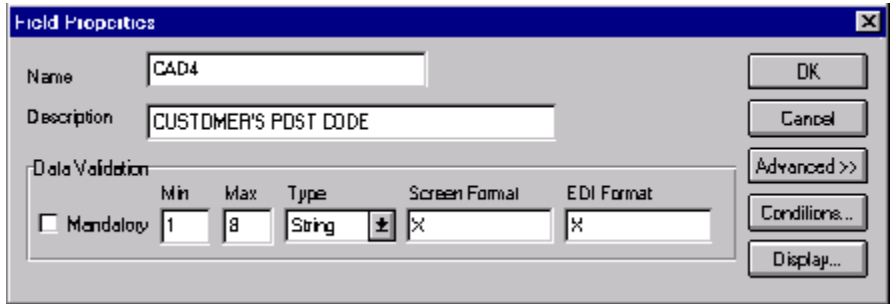 Field Properties
Name CAD4 OK
Description CUSTOMER'S POST CODE Cancel
Data Validation Advanced >>
Min Max Type Screen Format EDI Format
Mandatory 1 8 String X X Conditions...
Display...